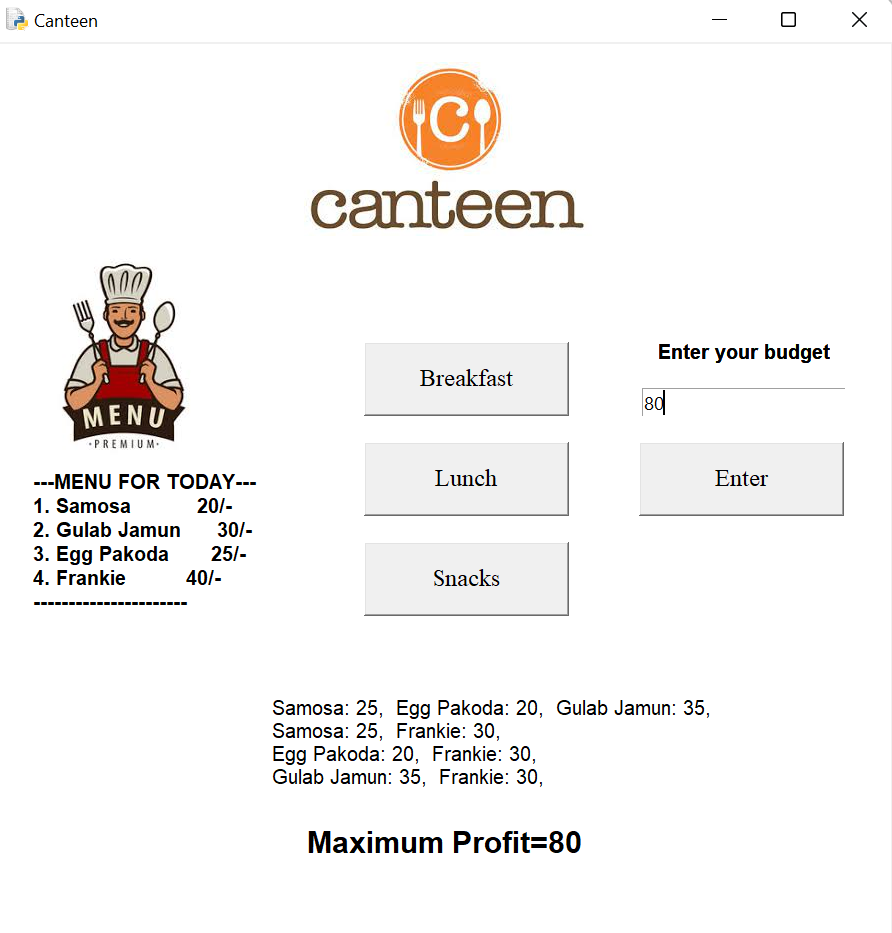 Canteen
C
canteen
MENU
·PREMIUM·
---MENU FOR TODAY---
1. Samosa 20/-
2. Gulab Jamun 30/-
3. Egg Pakoda 25/-
4. Frankie 40/-
----------------------
Breakfast
Lunch
Snacks
Enter your budget
80
Enter
Samosa: 25, Egg Pakoda: 20, Gulab Jamun: 35,
Samosa: 25, Frankie: 30,
Egg Pakoda: 20, Frankie: 30,
Gulab Jamun: 35, Frankie: 30,
Maximum Profit=80